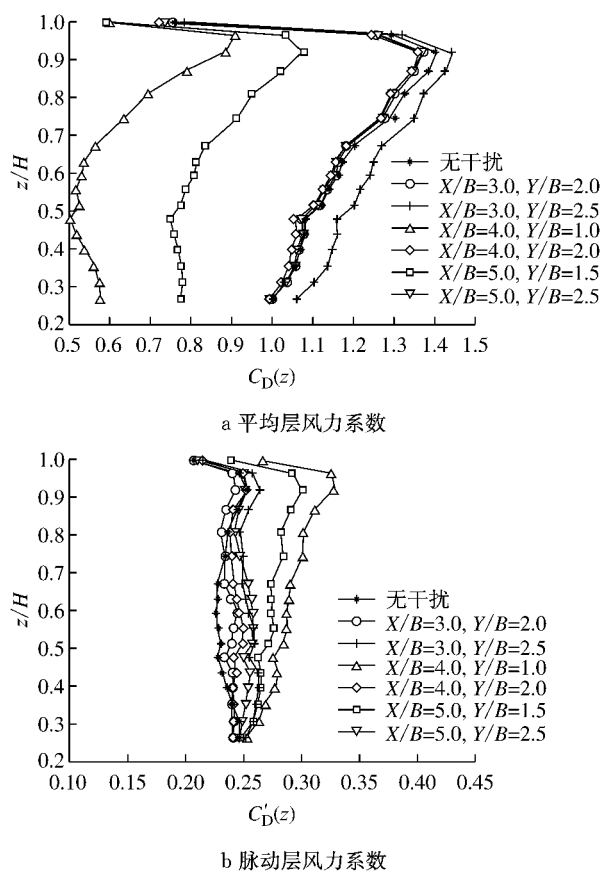 1.0
0.9
0.8
0.7
0.6
0.5
0.4
0.3
0.2
z/H
无干扰
X/B=3.0, Y/B=2.0
X/B=3.0, Y/B=2.5
X/B=4.0, Y/B=1.0
X/B=4.0, Y/B=2.0
X/B=5.0, Y/B=1.5
X/B=5.0, Y/B=2.5
0.5 0.6 0.7 0.8 0.9 1.0 1.1 1.2 1.3 1.4 1.5
C_D(z)
a 平均层风力系数
1.0
0.9
0.8
0.7
0.6
0.5
0.4
0.3
0.2
z/H
无干扰
X/B=3.0, Y/B=2.0
X/B=3.0, Y/B=2.5
X/B=4.0, Y/B=1.0
X/B=4.0, Y/B=2.0
X/B=5.0, Y/B=1.5
X/B=5.0, Y/B=2.5
0.10 0.15 0.20 0.25 0.30 0.35 0.40 0.45
C′_D(z)
b 脉动层风力系数